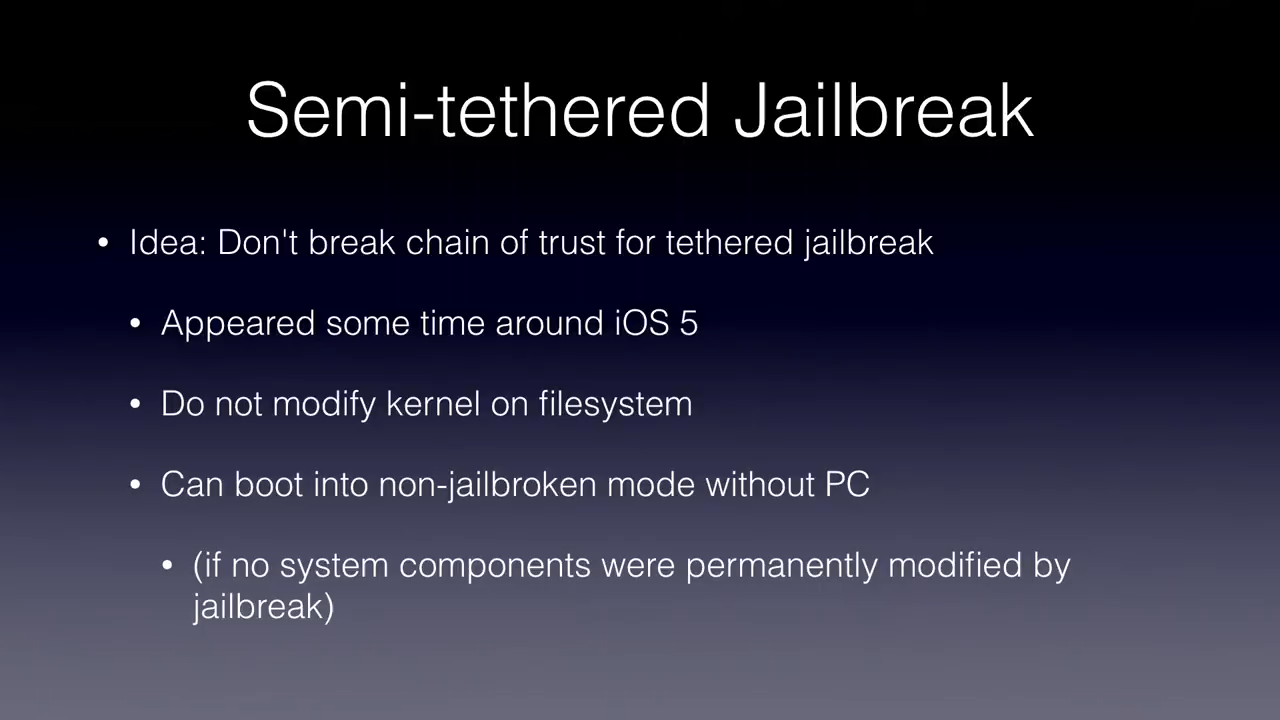 Semi-tethered Jailbreak
• Idea: Don't break chain of trust for tethered jailbreak
• Appeared some time around iOS 5
• Do not modify kernel on filesystem
• Can boot into non-jailbroken mode without PC
• (if no system components were permanently modified by
jailbreak)